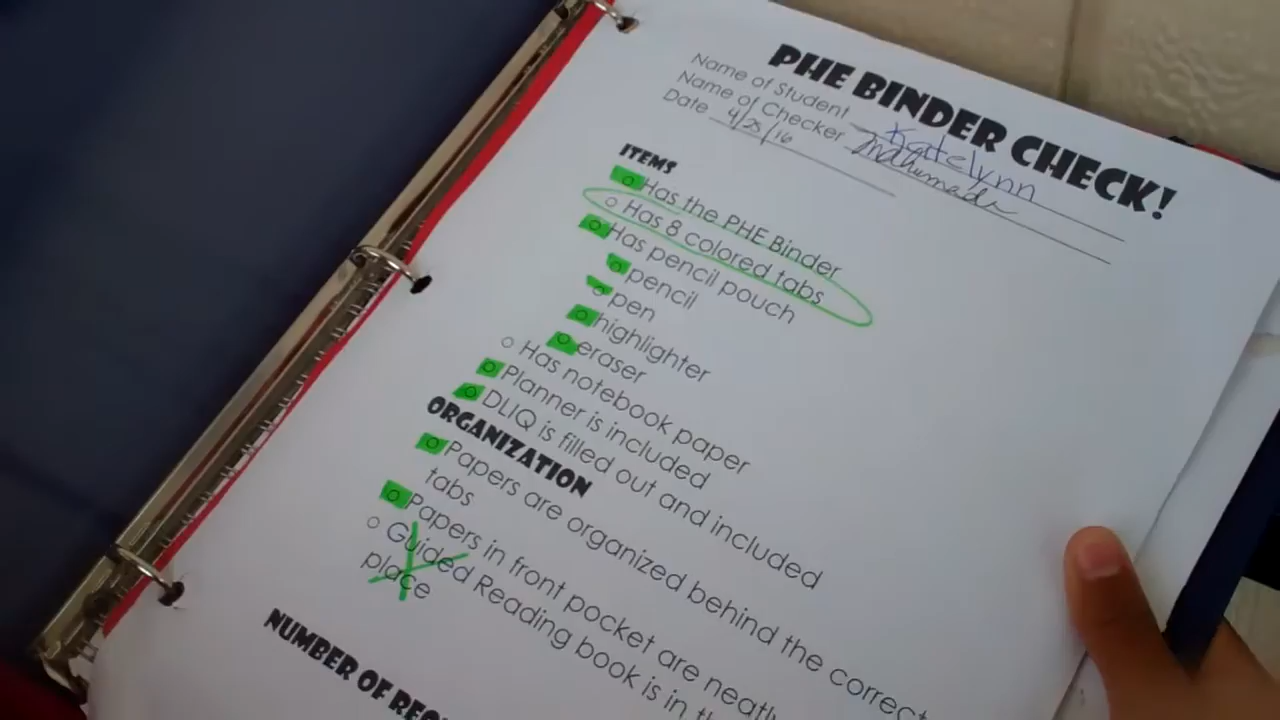 PHE BINDER CHECK!
Name of Student Katelynn
Name of Checker
Date 4/25/16
ITEMS
Has the PHE Binder
Has 8 colored tabs
Has pencil pouch
pencil
pen
highlighter
eraser
Has notebook paper
Planner is included
DLIQ is filled out and included
ORGANIZATION
Papers are organized behind the correct
tabs
Papers in front pocket are neatly
Guided Reading book is in
place
NUMBER OF